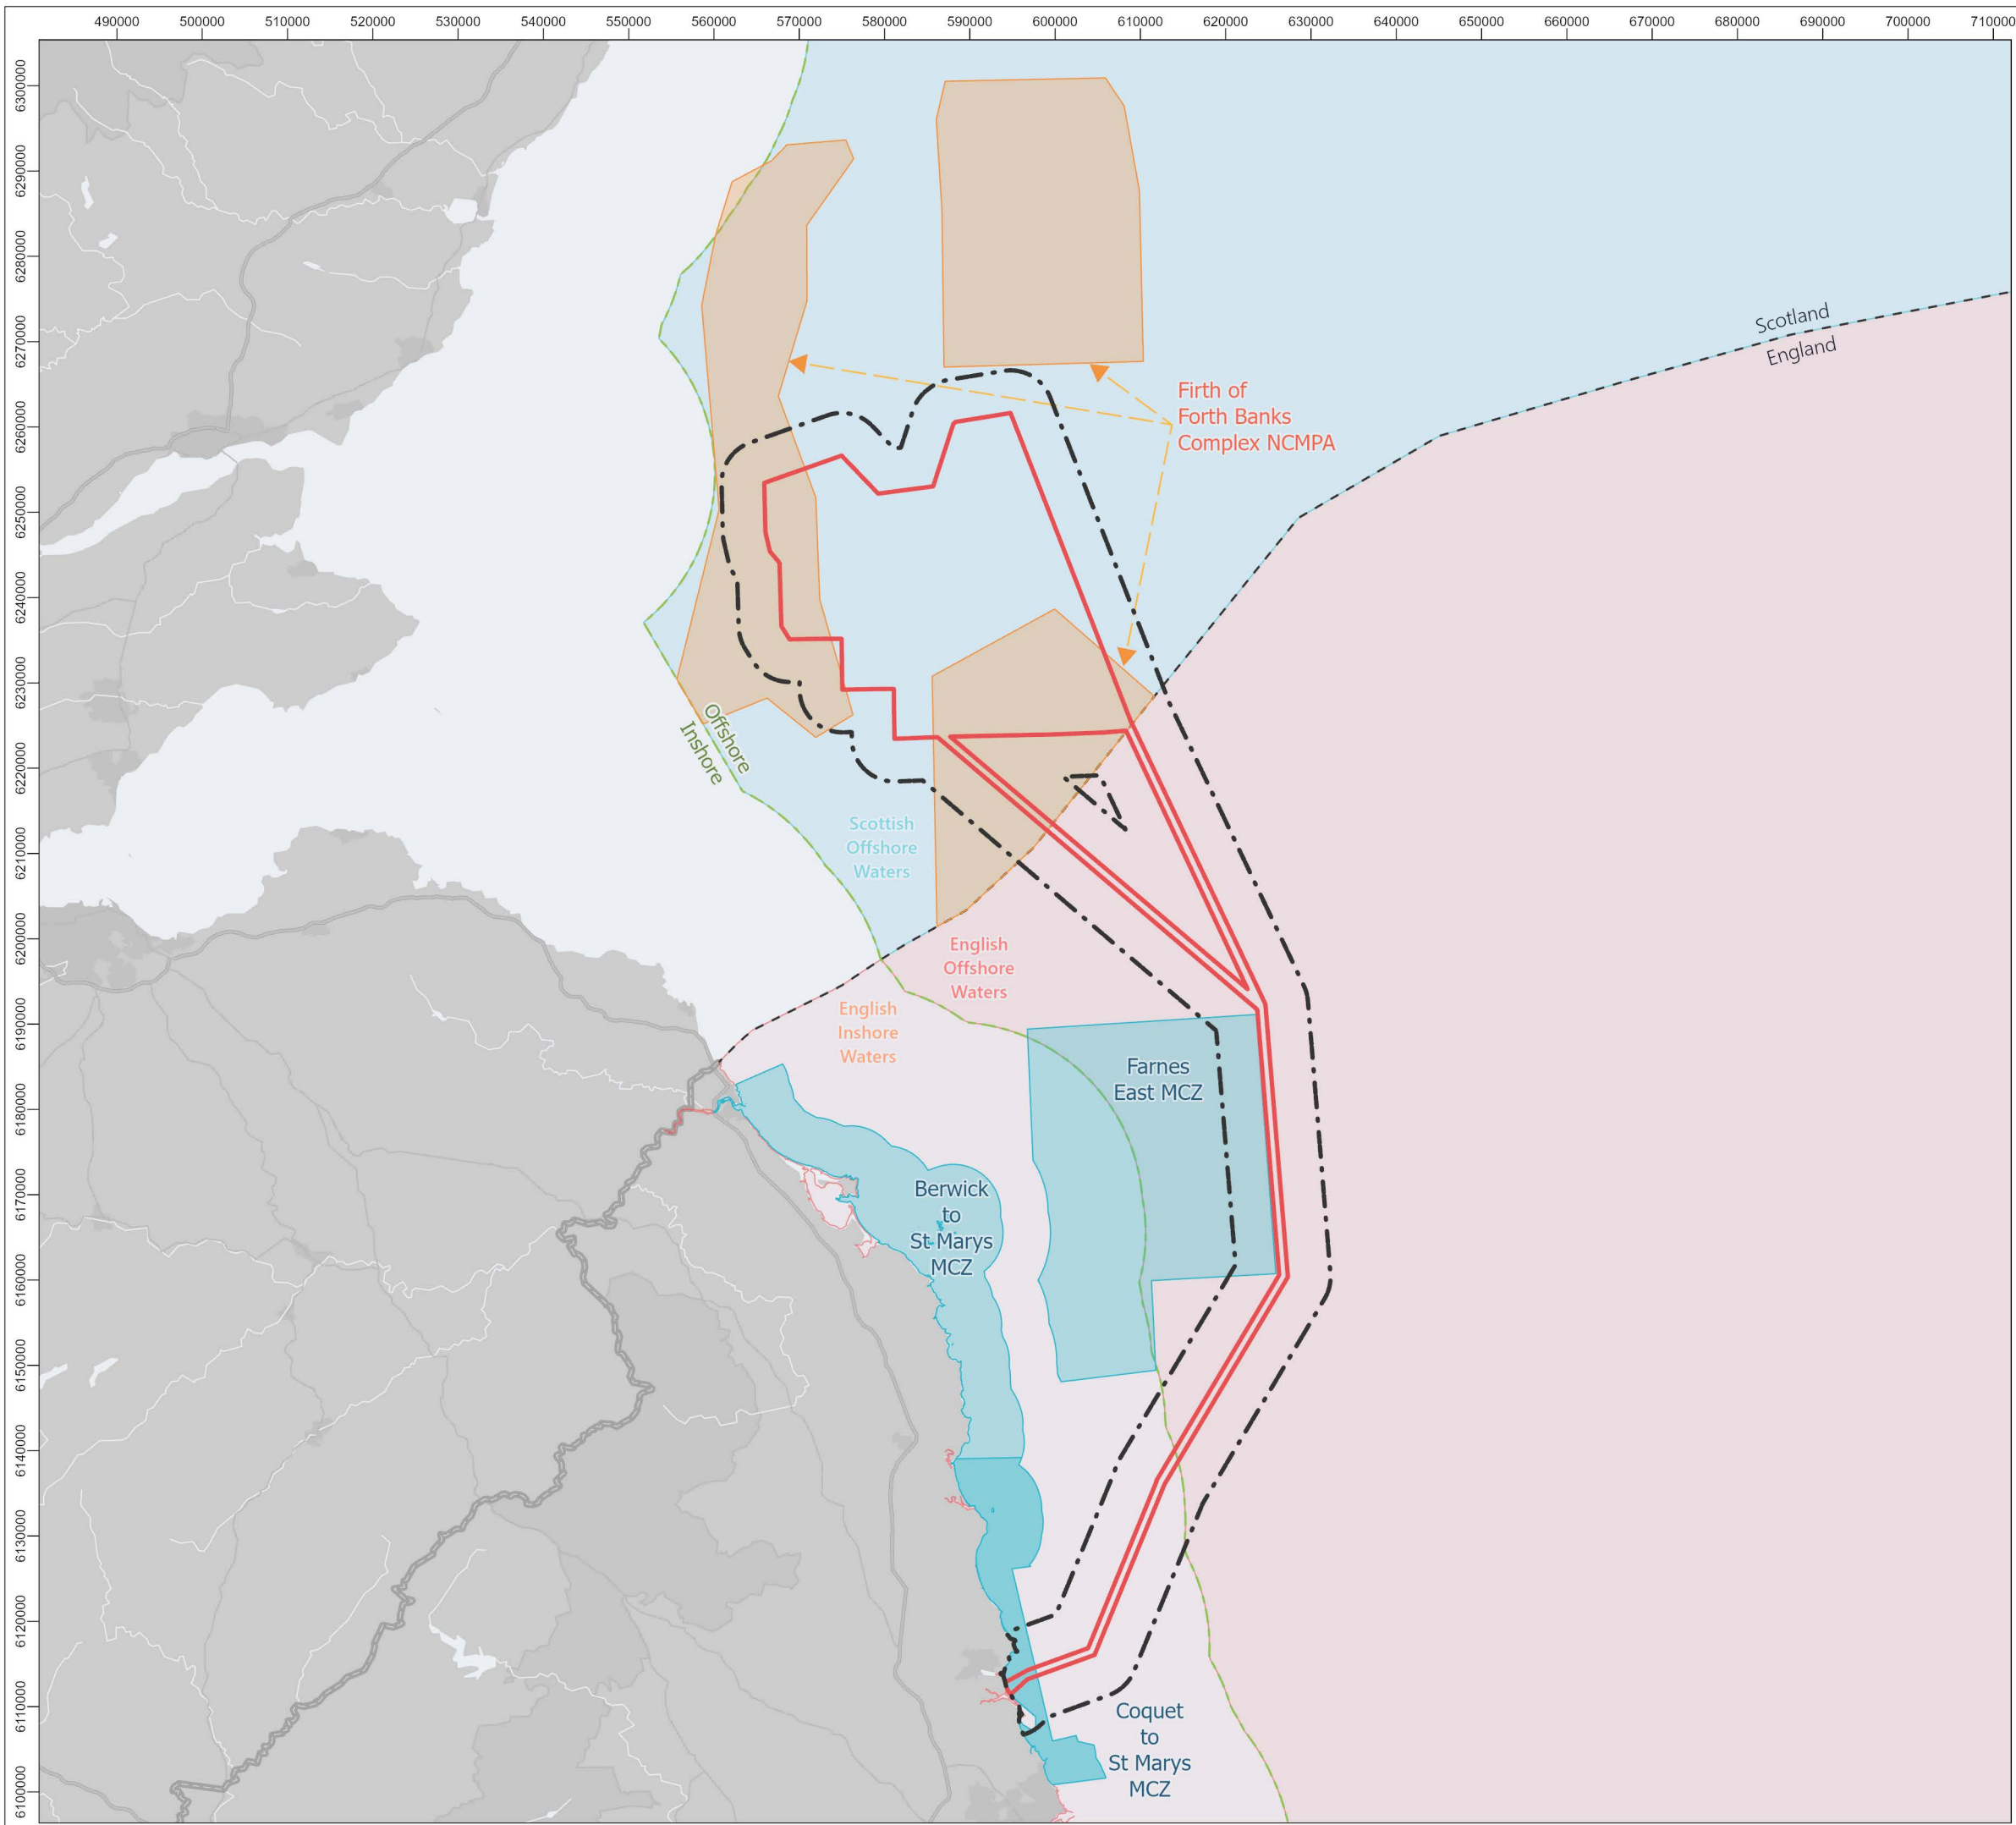 490000 500000 510000 520000 530000 540000 550000 560000 570000 580000 590000 600000 610000 620000 630000 640000 650000 660000 670000 680000 690000 700000 710000
6300000
6290000
6280000
6270000
6260000
6250000
6240000
6230000
6220000
6210000
6200000
6190000
6180000
6170000
6160000
6150000
6140000
6130000
6120000
6110000
6100000
Scotland
England
Firth of
Forth Banks
Complex NCMPA
Offshore
Inshore
Scottish
Offshore
Waters
English
Offshore
Waters
English
Inshore
Waters
Farnes
East MCZ
Berwick
to
St Marys
MCZ
Coquet
to
St Marys
MCZ